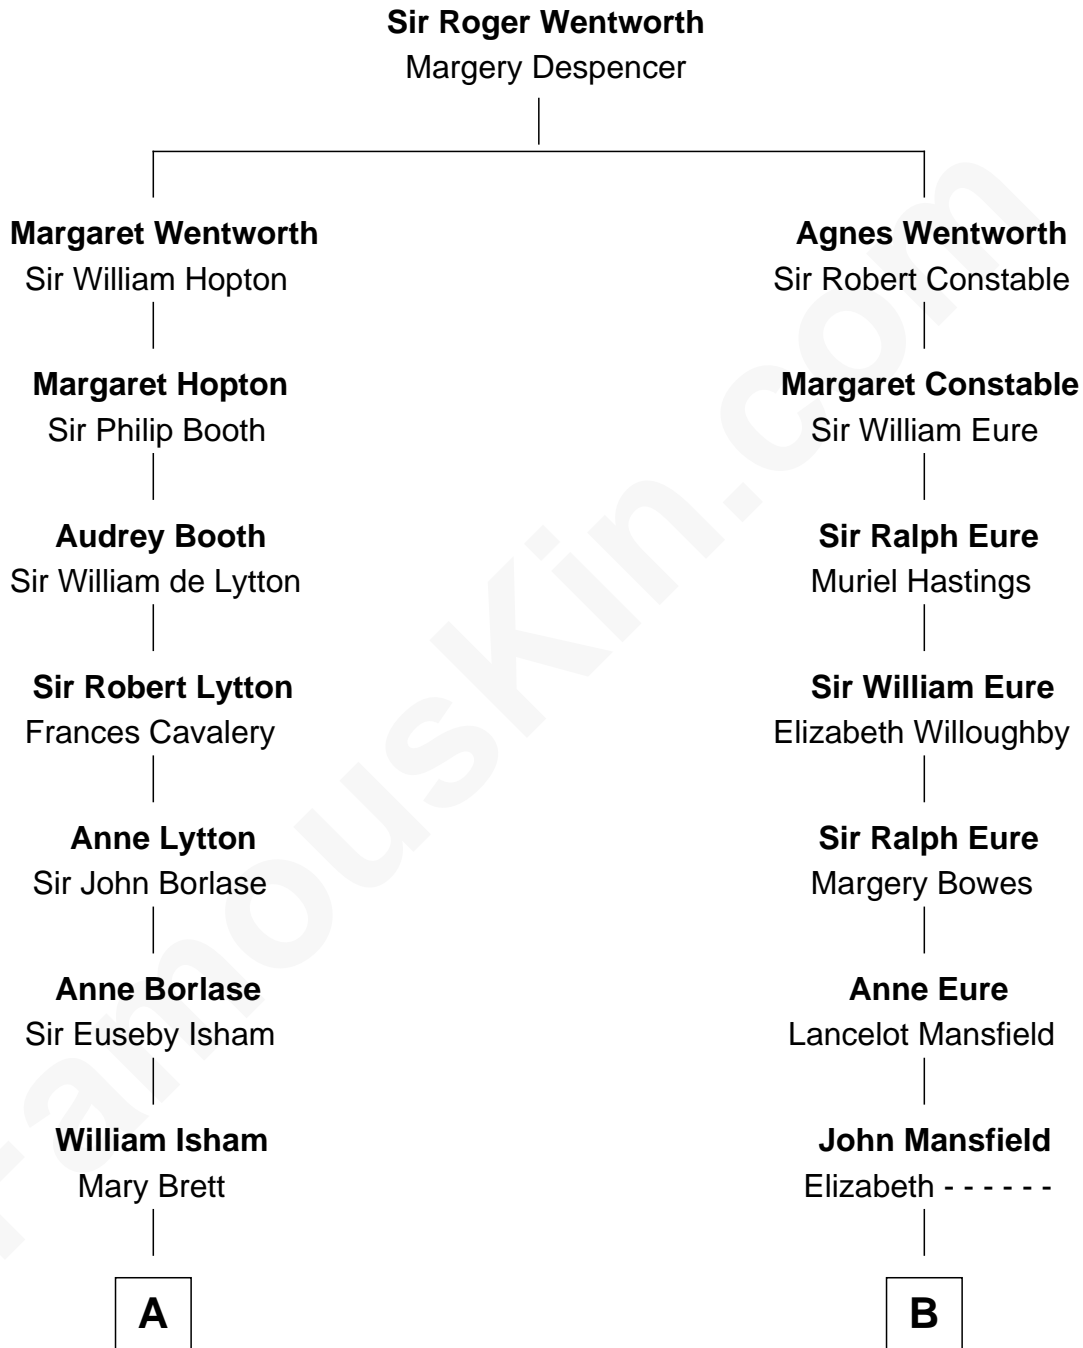 Sir Roger Wentworth
Margery Despencer
Margaret Wentworth
Sir William Hopton
Agnes Wentworth
Sir Robert Constable
Margaret Hopton
Sir Philip Booth
Margaret Constable
Sir William Eure
Audrey Booth
Sir William de Lytton
Sir Ralph Eure
Muriel Hastings
Sir Robert Lytton
Frances Cavalery
Sir William Eure
Elizabeth Willoughby
Anne Lytton
Sir John Borlase
Sir Ralph Eure
Margery Bowes
Anne Borlase
Sir Euseby Isham
Anne Eure
Lancelot Mansfield
William Isham
Mary Brett
John Mansfield
Elizabeth - - - - - -
A
B
FamousKin.com